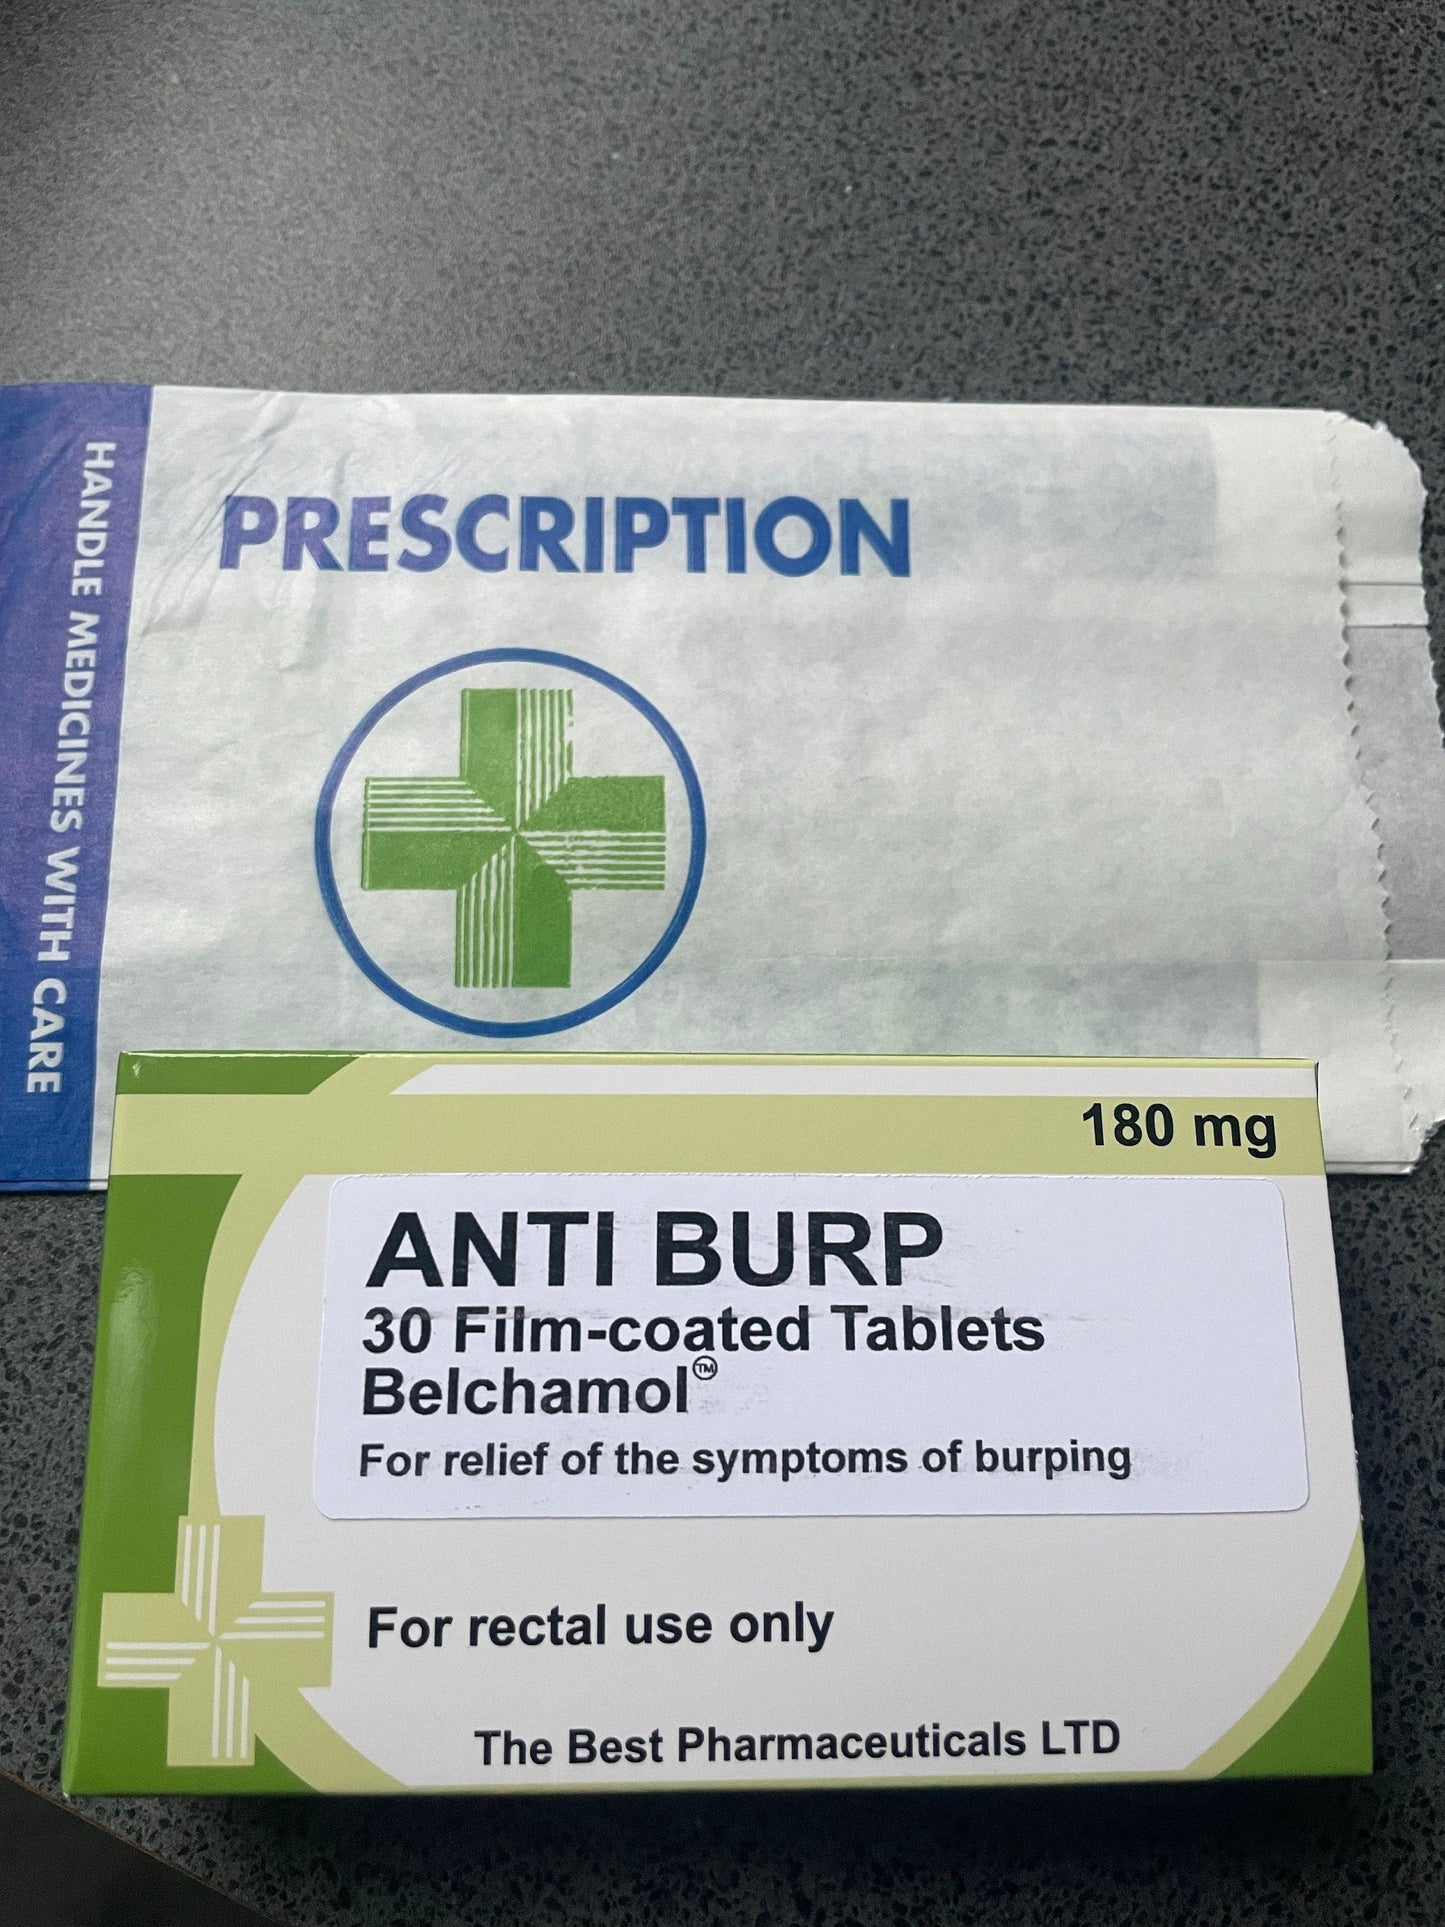 HANDLE MEDICINES WITH CARE
PRESCRIPTION
180 mg
ANTI BURP
30 Film-coated Tablets
Belchamol™
For relief of the symptoms of burping
For rectal use only
The Best Pharmaceuticals LTD